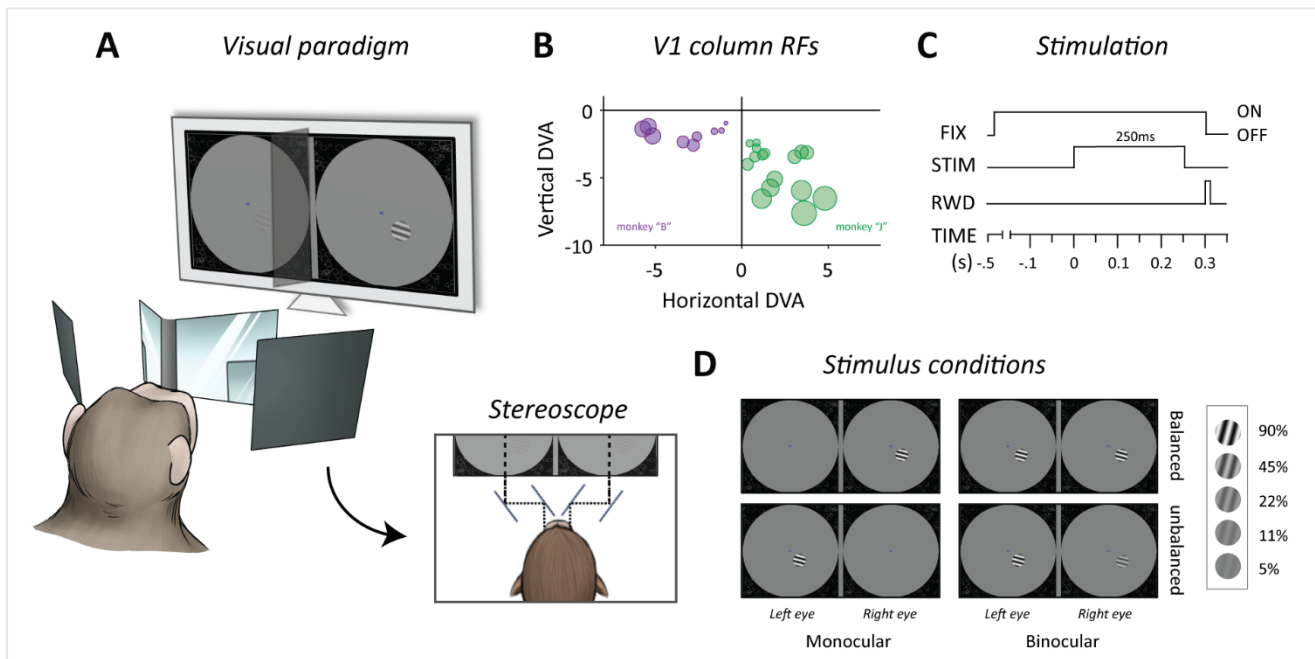 A
Visual paradigm
B
V1 column RFs
C
Stimulation
0
-5
-10
Vertical DVA
monkey "B"
monkey "J"
-5
0
5
Horizontal DVA
FIX
ON
OFF
STIM
250ms
RWD
TIME
(s)
-.5
-.1
0
0.1
0.2
0.3
Stereoscope
D
Stimulus conditions
Balanced
unbalanced
Left eye
Right eye
Left eye
Right eye
Monocular
Binocular
90%
45%
22%
11%
5%